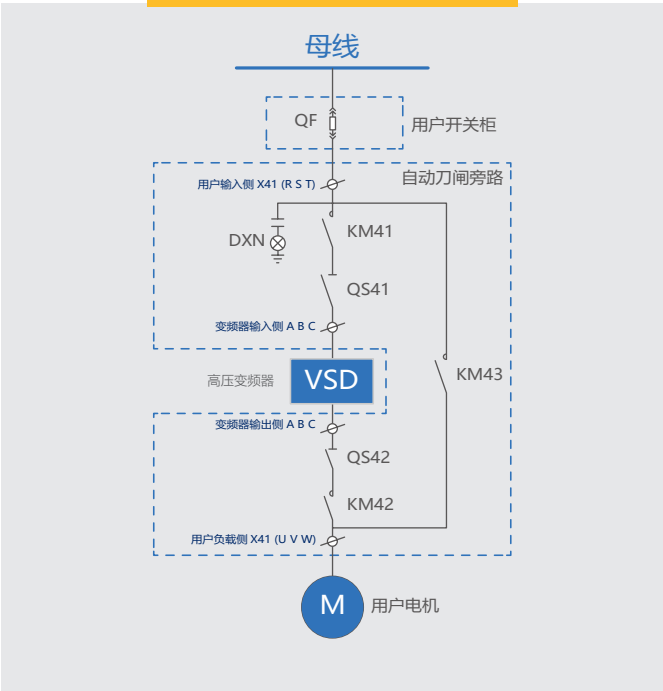 母线
QF
用户开关柜
自动刀闸旁路
用户输入侧 X41 (R S T)
DXN
KM41
QS41
变频器输入侧 A B C
高压变频器
VSD
KM43
变频器输出侧 A B C
QS42
KM42
用户负载侧 X41 (U V W)
M
用户电机